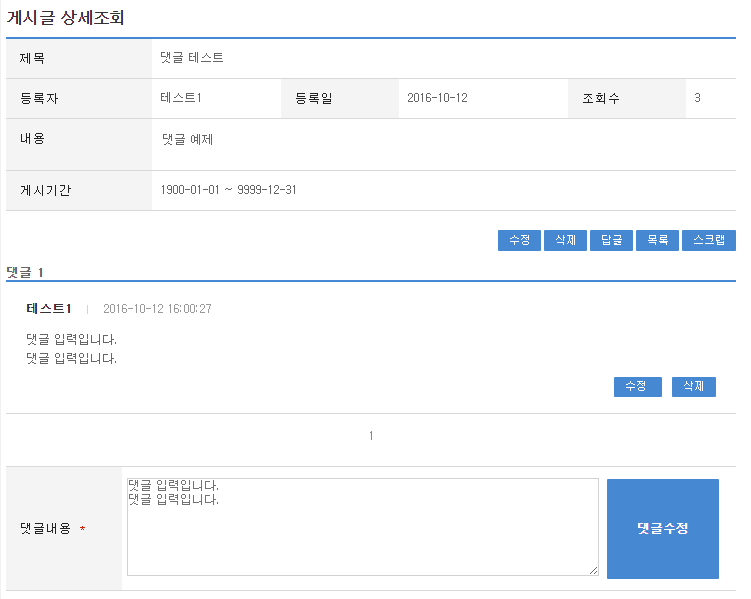 게시글 상세조회
제목 댓글 테스트
등록자 테스트1 등록일 2016-10-12 조회수 3
내용 댓글 예제
게시기간 1900-01-01 ~ 9999-12-31
수정 삭제 답글 목록 스크랩
댓글 1
테스트1 | 2016-10-12 16:00:27
댓글 입력입니다.
댓글 입력입니다.
수정 삭제
1
댓글 입력입니다.
댓글 입력입니다.
댓글내용 * 댓글수정